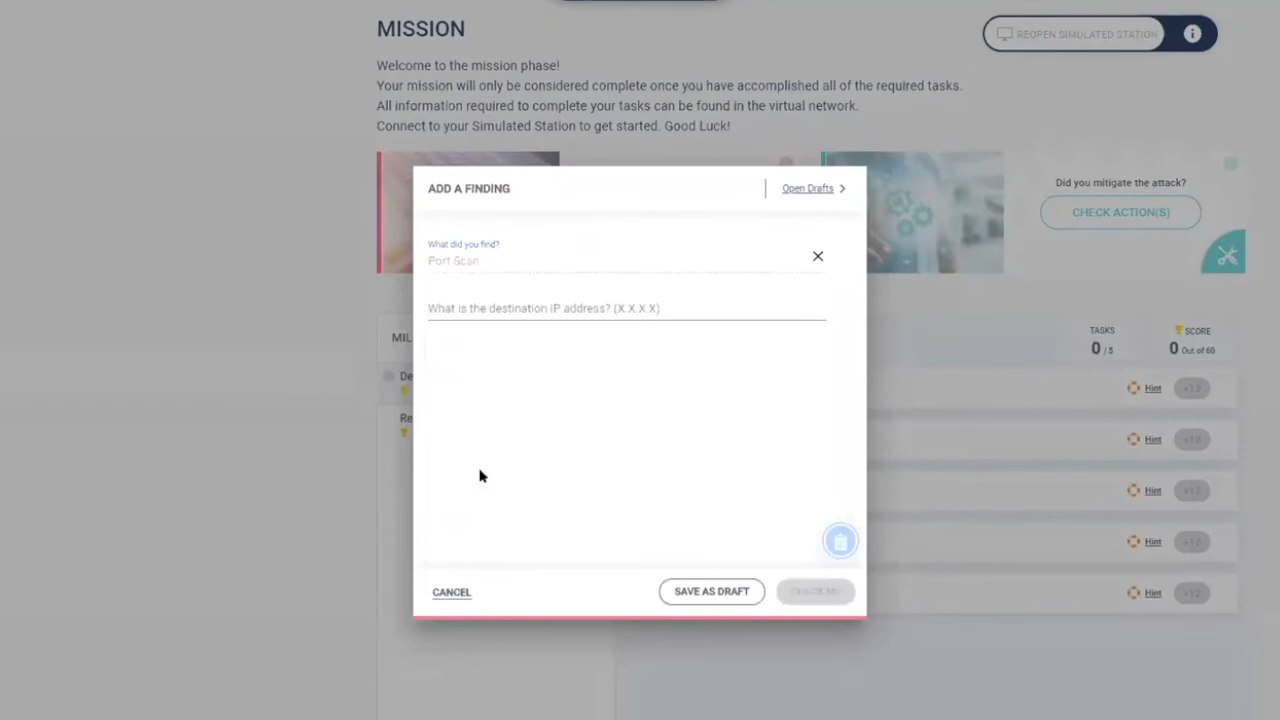 MISSION
REOPEN SIMULATED STATION
Welcome to the mission phase!
Your mission will only be considered complete once you have accomplished all of the required tasks.
All information required to complete your tasks can be found in the virtual network.
Connect to your Simulated Station to get started. Good Luck!
Did you mitigate the attack?
CHECK ACTION(S)
ADD A FINDING
Open Drafts
What did you find?
Port Scan
What is the destination IP address? (X.X.X.X)
CANCEL
SAVE AS DRAFT
MIL
De
Re
TASKS
0 / 5
SCORE
0 Out of 60
Hint +12
Hint +12
Hint +12
Hint +12
Hint +12